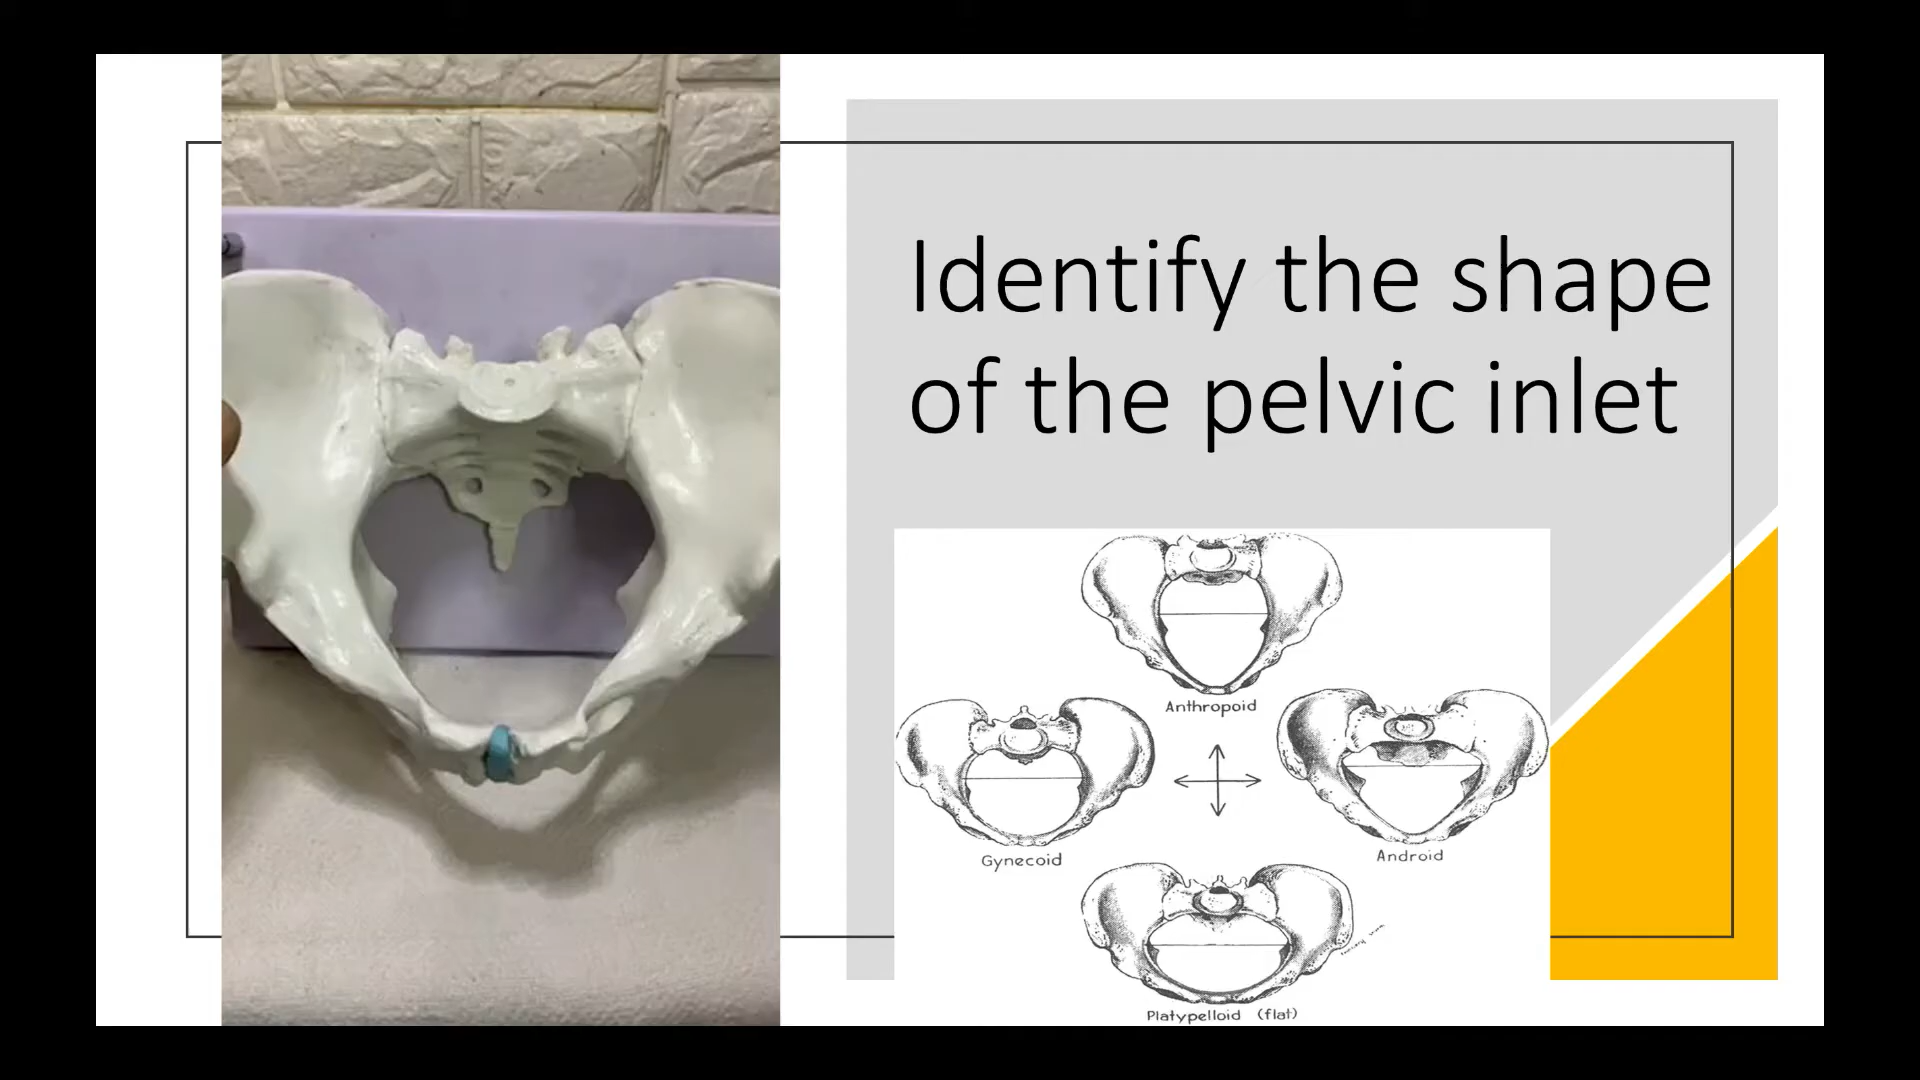 Identify the shape
of the pelvic inlet
Anthropoid
Gynecoid
Android
Platypelloid (flat)